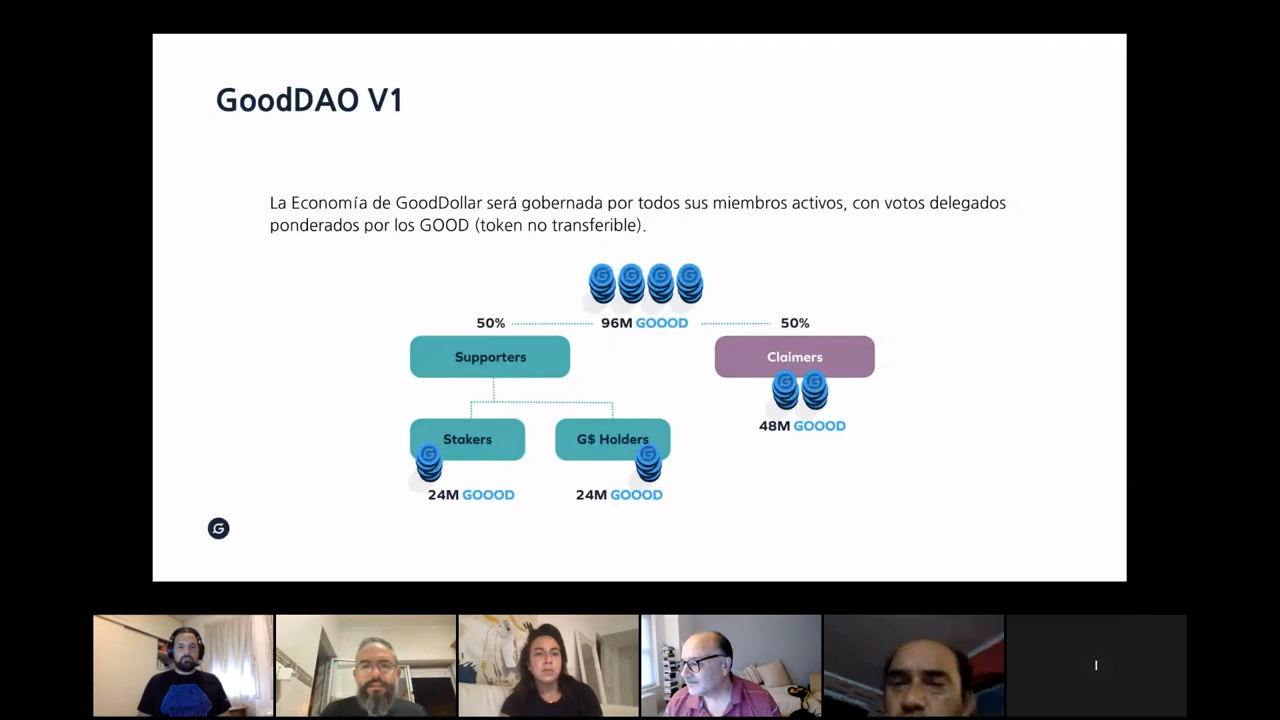 GoodDAO V1
La Economía de GoodDollar será gobernada por todos sus miembros activos, con votos delegados
ponderados por los GOOD (token no transferible).
50% 96M GOOOD 50%
Supporters Claimers
48M GOOOD
Stakers G$ Holders
24M GOOOD 24M GOOOD
I